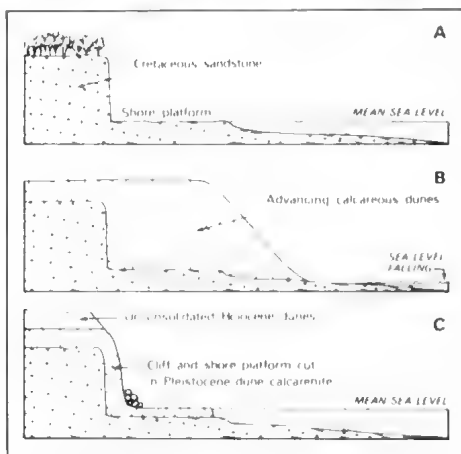 A
Cretaceous sandstone
Shore platform
MEAN SEA LEVEL
B
Advancing calcareous dunes
SEA LEVEL
FALLING
C
unconsolidated dunes
Cliff and shore platform cut
n Pleistocene dune calcarenite
MEAN SEA LEVEL